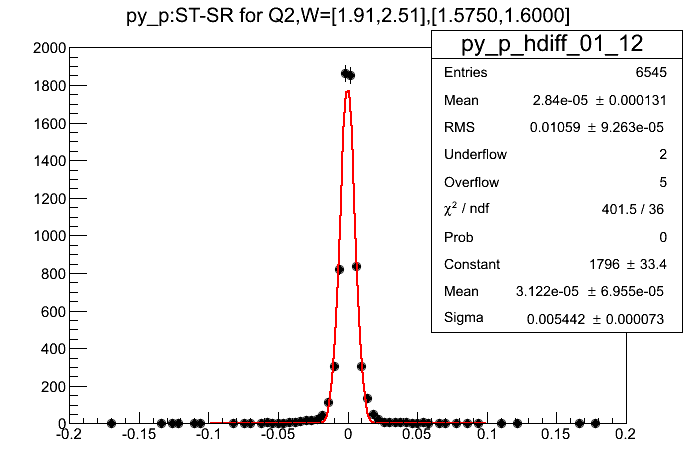 py_p:ST-SR for Q2,W=[1.91,2.51],[1.5750,1.6000]
py_p_hdiff_01_12
Entries 6545
Mean 2.84e-05 ± 0.000131
RMS 0.01059 ± 9.263e-05
Underflow 2
Overflow 5
χ² / ndf 401.5 / 36
Prob 0
Constant 1796 ± 33.4
Mean 3.122e-05 ± 6.955e-05
Sigma 0.005442 ± 0.000073
2000
1800
1600
1400
1200
1000
800
600
400
200
0
-0.2 -0.15 -0.1 -0.05 0 0.05 0.1 0.15 0.2